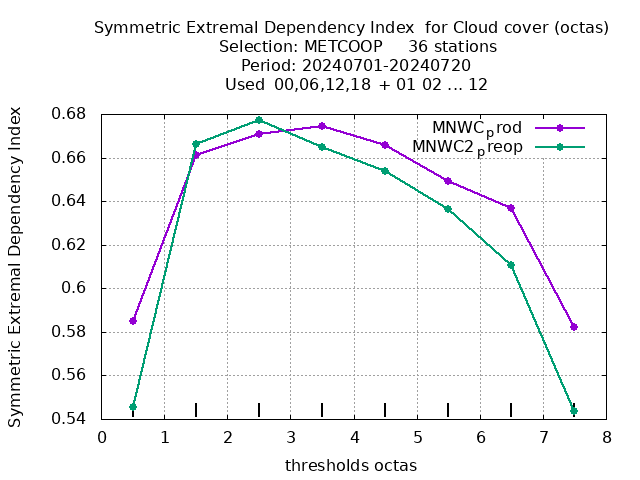 Symmetric Extremal Dependency Index  for Cloud cover (octas)
Selection: METCOOP     36 stations
Period: 20240701-20240720
Used  00,06,12,18  + 01 02 ... 12
MNWCprod
MNWC2preop
Symmetric Extremal Dependency Index
0.68
0.66
0.64
0.62
0.6
0.58
0.56
0.54
0 1 2 3 4 5 6 7 8
thresholds octas